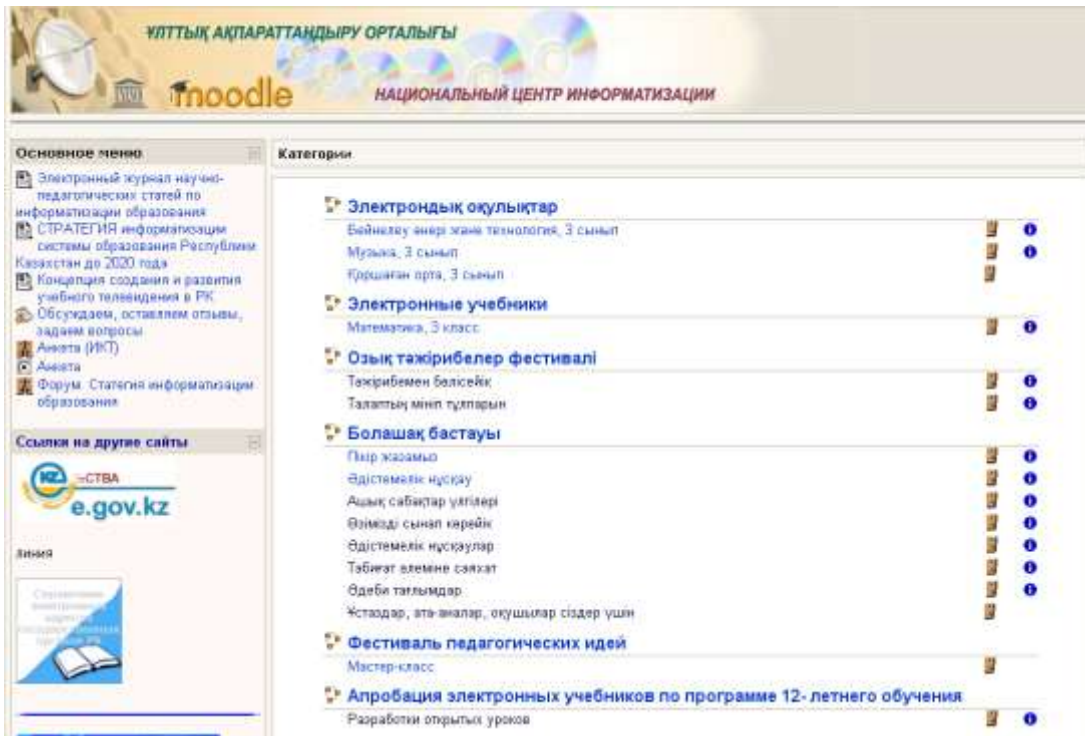 ҰЛТТЫҚ АҚПАРАТТАНДЫРУ ОРТАЛЫҒЫ
moodle
НАЦИОНАЛЬНЫЙ ЦЕНТР ИНФОРМАТИЗАЦИИ
Основное меню
Электронный журнал научно-
педагогических статей по
информатизации образования
СТРАТЕГИЯ информатизации
системы образования Республики
Казахстан до 2020 года
Концепция создания и развития
учебного телевидения в РК
Обсуждаем, оставляем отзывы,
задаем вопросы
Анкета (ИКТ)
Анкета
Форум. Статегия информатизации
образования
Ссылки на другие сайты
KZ
e.gov.kz
линия
Категории
Электрондық оқулықтар
Бейнелеу өнері және технология, 3 сынып
Музыка, 3 сынып
Қоршаған орта, 3 сынып
Электронные учебники
Математика, 3 класс
Озық тәжірибелер фестивалі
Тәжірибемен бөлісейік
Талаптың мініп тұлпарын
Болашақ бастауы
Пікір жазамыз
Әдістемелік нұсқау
Ашық сабақтар үлгілері
Өзімізді сынап көрейік
Әдістемелік нұсқаулар
Табиғат әлеміне саяхат
Әдеби тағлымдар
Ұстаздар, ата-аналар, оқушылар сіздер үшін
Фестиваль педагогических идей
Мастер-класс
Апробация электронных учебников по программе 12- летнего обучения
Разработки открытых уроков